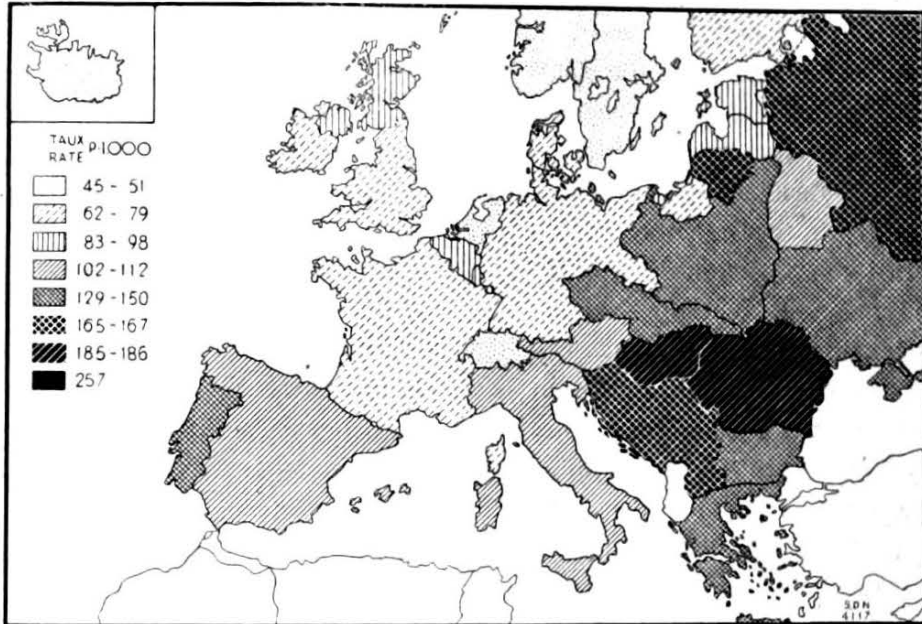 TAUX
RATE P.1000
45 - 51
62 - 79
83 - 98
102 - 112
129 - 150
165 - 167
185 - 186
257
S.D.N
4117